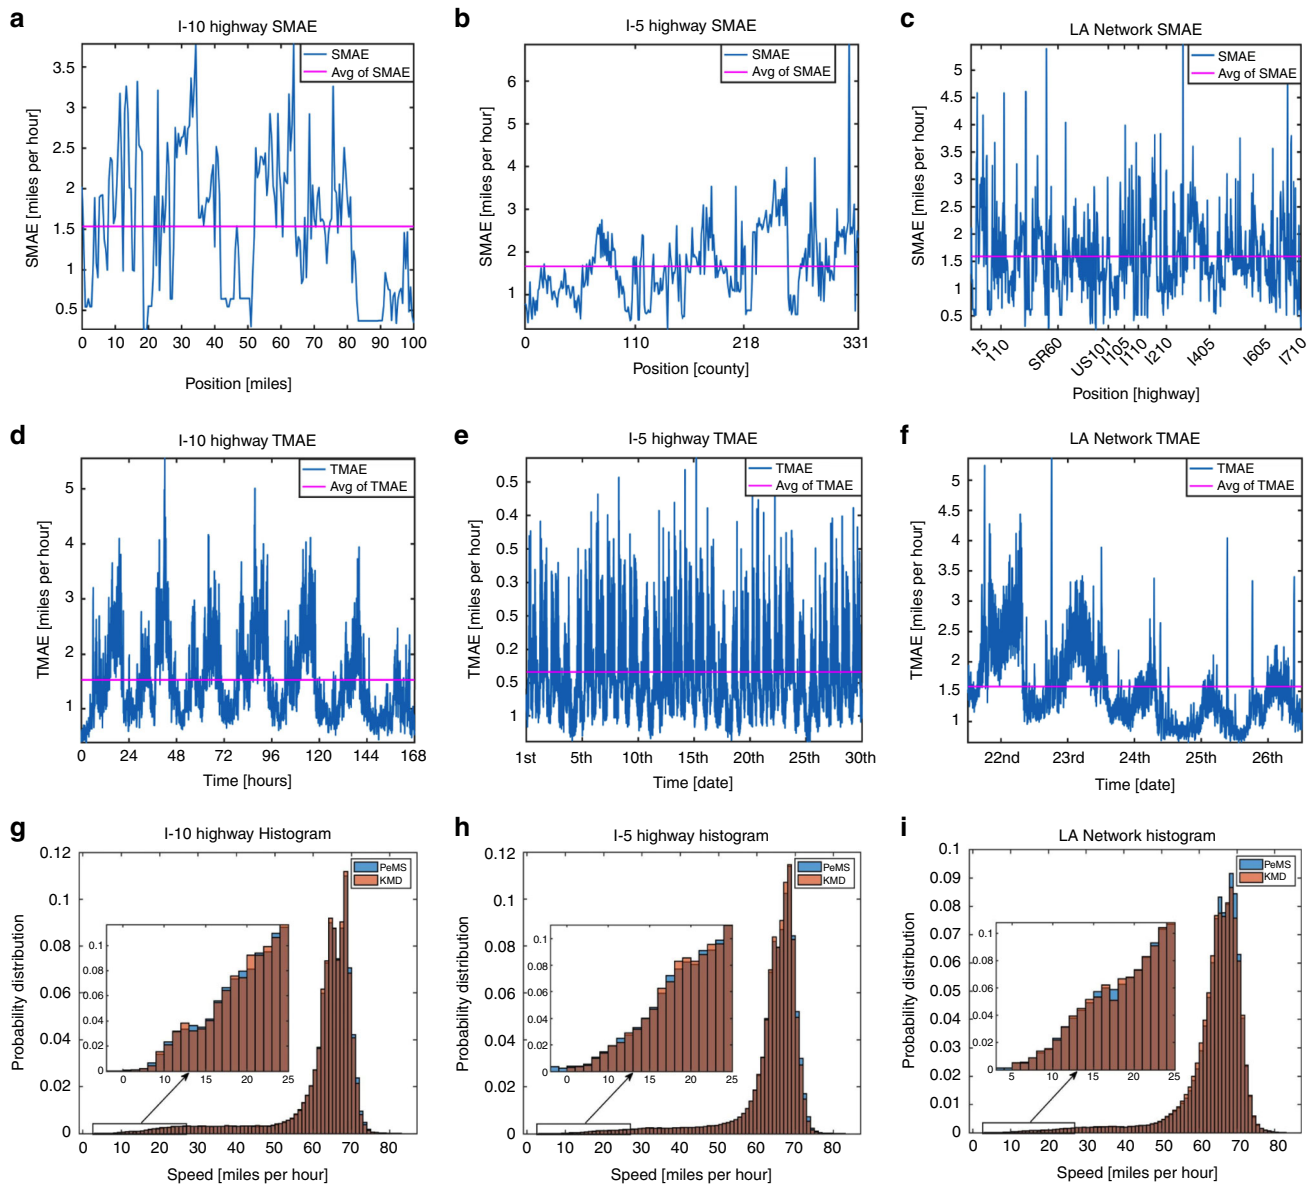 a
I-10 highway SMAE
SMAE
Avg of SMAE
SMAE [miles per hour]
3.5
3
2.5
2
1.5
1
0.5
0 10 20 30 40 50 60 70 80 90 100
Position [miles]
b
I-5 highway SMAE
SMAE
Avg of SMAE
SMAE [miles per hour]
6
5
4
3
2
1
0 110 218 331
Position [county]
c
LA Network SMAE
SMAE
Avg of SMAE
SMAE [miles per hour]
5
4.5
4
3.5
3
2.5
2
1.5
1
0.5
15 110 SR60 US101 I105 I110 I210 I405 I605 I710
Position [highway]
d
I-10 highway TMAE
TMAE
Avg of TMAE
TMAE [miles per hour]
5
4
3
2
1
0 24 48 72 96 120 144 168
Time [hours]
e
I-5 highway TMAE
TMAE
Avg of TMAE
TMAE [miles per hour]
0.5
0.4
0.5
0.3
0.2
0.5
1
1st 5th 10th 15th 20th 25th 30th
Time [date]
f
LA Network TMAE
TMAE
Avg of TMAE
TMAE [miles per hour]
5
4.5
4
3.5
3
2.5
2
1.5
1
22nd 23rd 24th 25th 26th
Time [date]
g
I-10 highway Histogram
PeMS
KMD
Probability distribution
0.12
0.1
0.08
0.06
0.04
0.02
0
0.1
0.08
0.06
0.04
0.02
0
0 10 15 20 25
0 10 20 30 40 50 60 70 80
Speed [miles per hour]
h
I-5 highway histogram
PeMS
KMD
Probability distribution
0.12
0.1
0.08
0.06
0.04
0.02
0
0.1
0.08
0.06
0.04
0.02
0
0 10 15 20 25
0 10 20 30 40 50 60 70 80
Speed [miles per hour]
i
LA Network histogram
PeMS
KMD
Probability distribution
0.1
0.09
0.08
0.07
0.06
0.05
0.04
0.03
0.02
0.01
0
0.1
0.08
0.06
0.04
0.02
0
5 10 15 20 25
0 10 20 30 40 50 60 70 80
Speed [miles per hour]